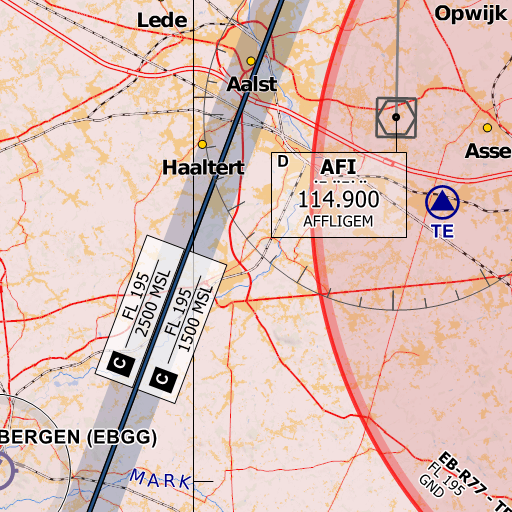 Opwijk
Lede
Aalst
Asse
Haaltert
D
AFI
114.900
AFFLIGEM
TE
FL 195
2500 MSL
C
FL 195
1500 MSL
C
BERGEN (EBGG)
MARK
EB-R77 - T
FL 195
GND